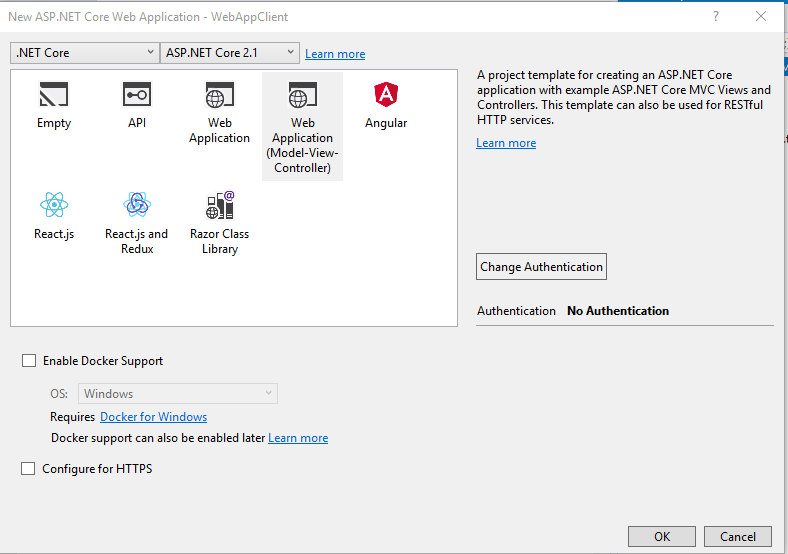 New ASP.NET Core Web Application - WebAppClient
?
.NET Core
ASP.NET Core 2.1
Learn more
Empty
API
Web
Application
Web
Application
(Model-View-
Controller)
Angular
React.js
React.js and
Redux
Razor Class
Library
A project template for creating an ASP.NET Core
application with example ASP.NET Core MVC Views and
Controllers. This template can also be used for RESTful
HTTP services.
Learn more
Change Authentication
Authentication No Authentication
Enable Docker Support
OS: Windows
Requires Docker for Windows
Docker support can also be enabled later Learn more
Configure for HTTPS
OK
Cancel